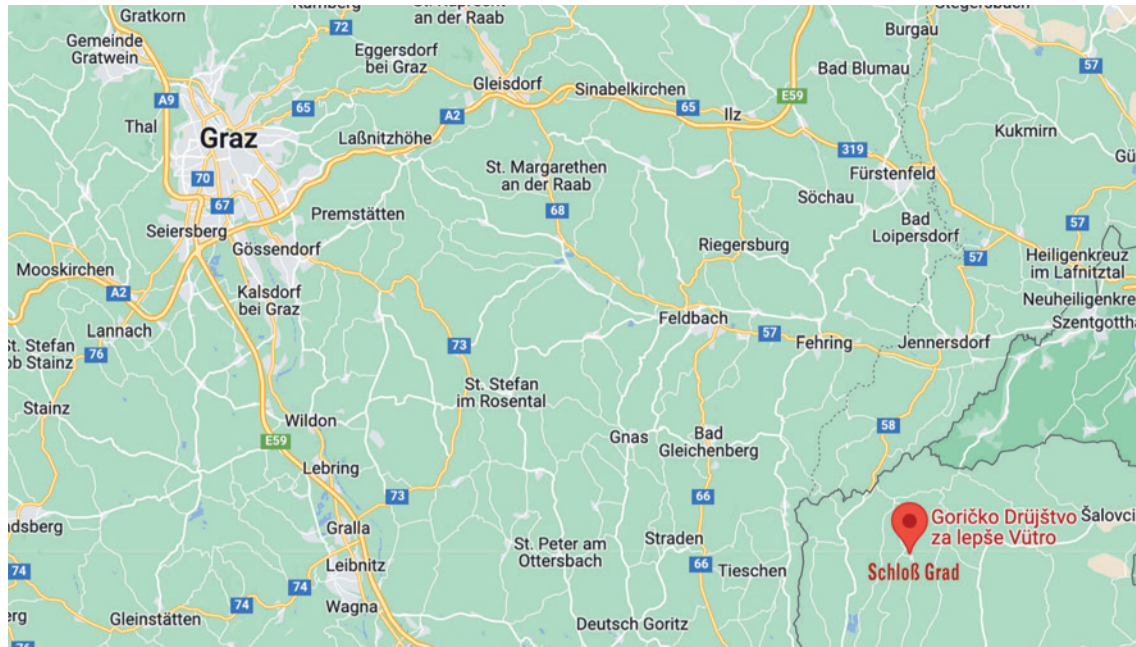 Gratkorn
an der Raab
Burgau
72
57
Gemeinde
Gratwein
Eggersdorf
bei Graz
Gleisdorf
Bad Blumau
A9
65
Sinabelkirchen
65
E59
Thal
A2
Ilz
Graz
Laßnitzhöhe
Kukmirn
319
St. Margarethen
an der Raab
Fürstenfeld
70
67
68
Söchau
Premstätten
Bad
Loipersdorf
57
Seiersberg
Gössendorf
Riegersburg
57
Heiligenkreuz
im Lafnitztal
Mooskirchen
A2
Kalsdorf
bei Graz
Neuheiligenkre
Feldbach
57
Szentgottha
Lannach
St. Stefan
ob Stainz
76
73
Fehring
Jennersdorf
St. Stefan
im Rosental
Stainz
Wildon
58
E59
Gnas
Bad
Gleichenberg
Lebring
73
66
Goričko Drüjštvo
za lepše Vütro
Šalovci
Gralla
Straden
St. Peter am
Ottersbach
Schloß Grad
74
Leibnitz
66
Tieschen
74
74
Wagna
Gleinstätten
Deutsch Goritz